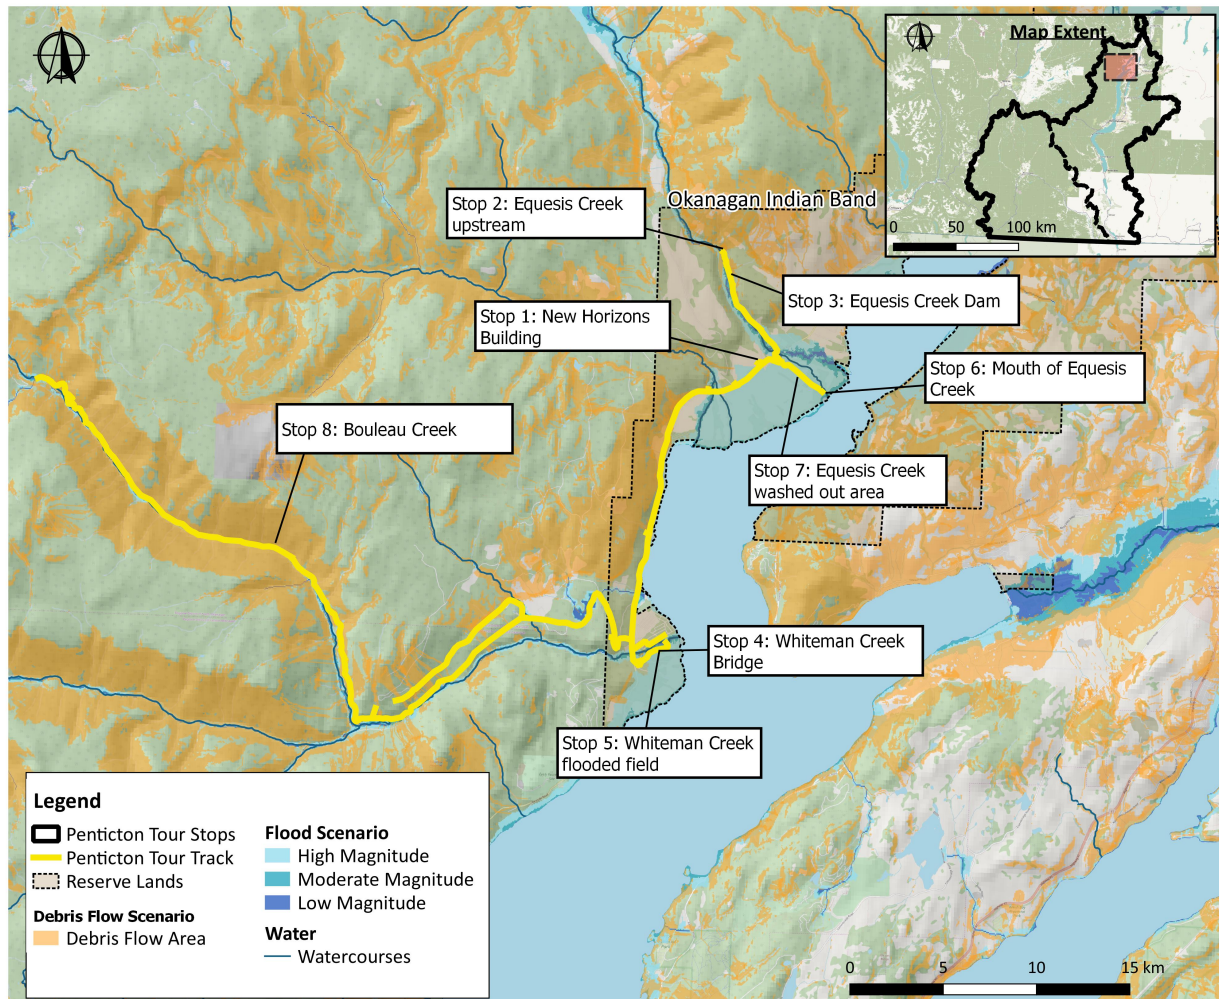 Map Extent
0 50 100 km
Okanagan Indian Band
Stop 2: Equesis Creek
upstream
Stop 3: Equesis Creek Dam
Stop 1: New Horizons
Building
Stop 6: Mouth of Equesis
Creek
Stop 8: Bouleau Creek
Stop 7: Equesis Creek
washed out area
Stop 4: Whiteman Creek
Bridge
Stop 5: Whiteman Creek
flooded field
Legend
Penticton Tour Stops
Penticton Tour Track
Reserve Lands
Debris Flow Scenario
Debris Flow Area
Flood Scenario
High Magnitude
Moderate Magnitude
Low Magnitude
Water
Watercourses
0 5 10 15 km